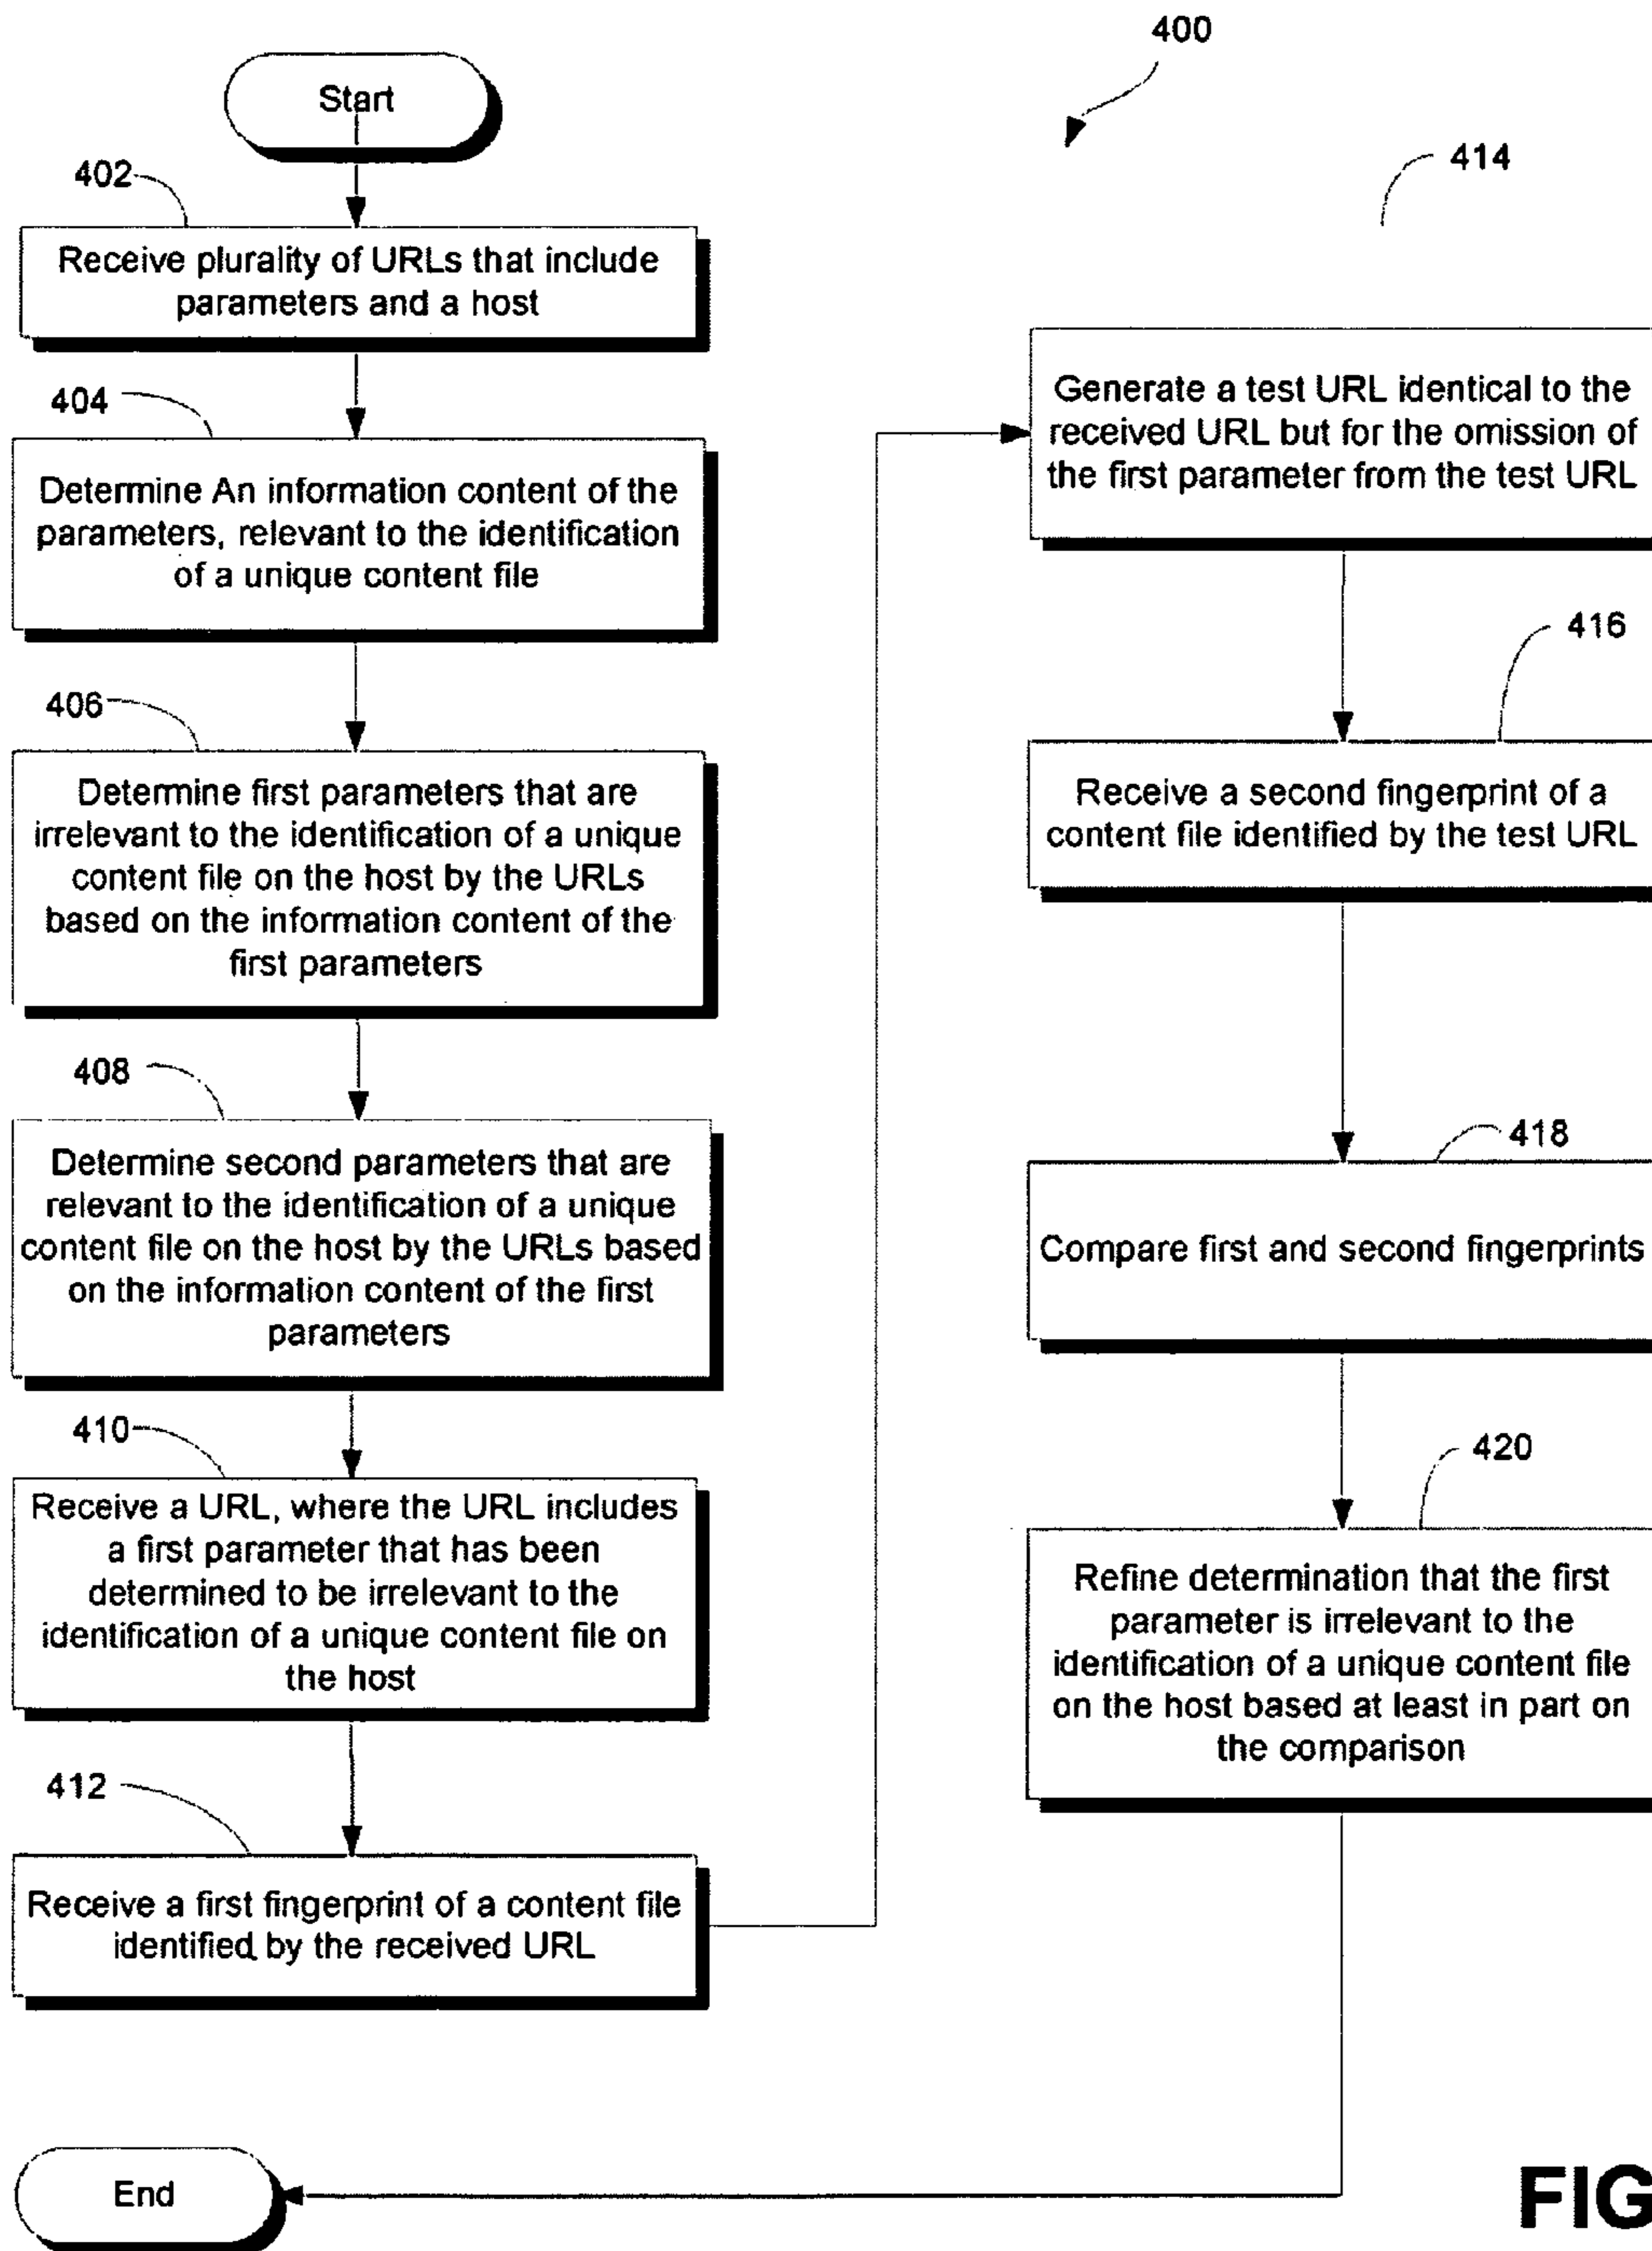 400
Start
402
Receive plurality of URLs that include
parameters and a host
404
Determine An information content of the
parameters, relevant to the identification
of a unique content file
406
Determine first parameters that are
irrelevant to the identification of a unique
content file on the host by the URLs
based on the information content of the
first parameters
408
Determine second parameters that are
relevant to the identification of a unique
content file on the host by the URLs based
on the information content of the first
parameters
410
Receive a URL, where the URL includes
a first parameter that has been
determined to be irrelevant to the
identification of a unique content file on
the host
412
Receive a first fingerprint of a content file
identified by the received URL
414
Generate a test URL identical to the
received URL but for the omission of
the first parameter from the test URL
416
Receive a second fingerprint of a
content file identified by the test URL
418
Compare first and second fingerprints
420
Refine determination that the first
parameter is irrelevant to the
identification of a unique content file
on the host based at least in part on
the comparison
End
FIG